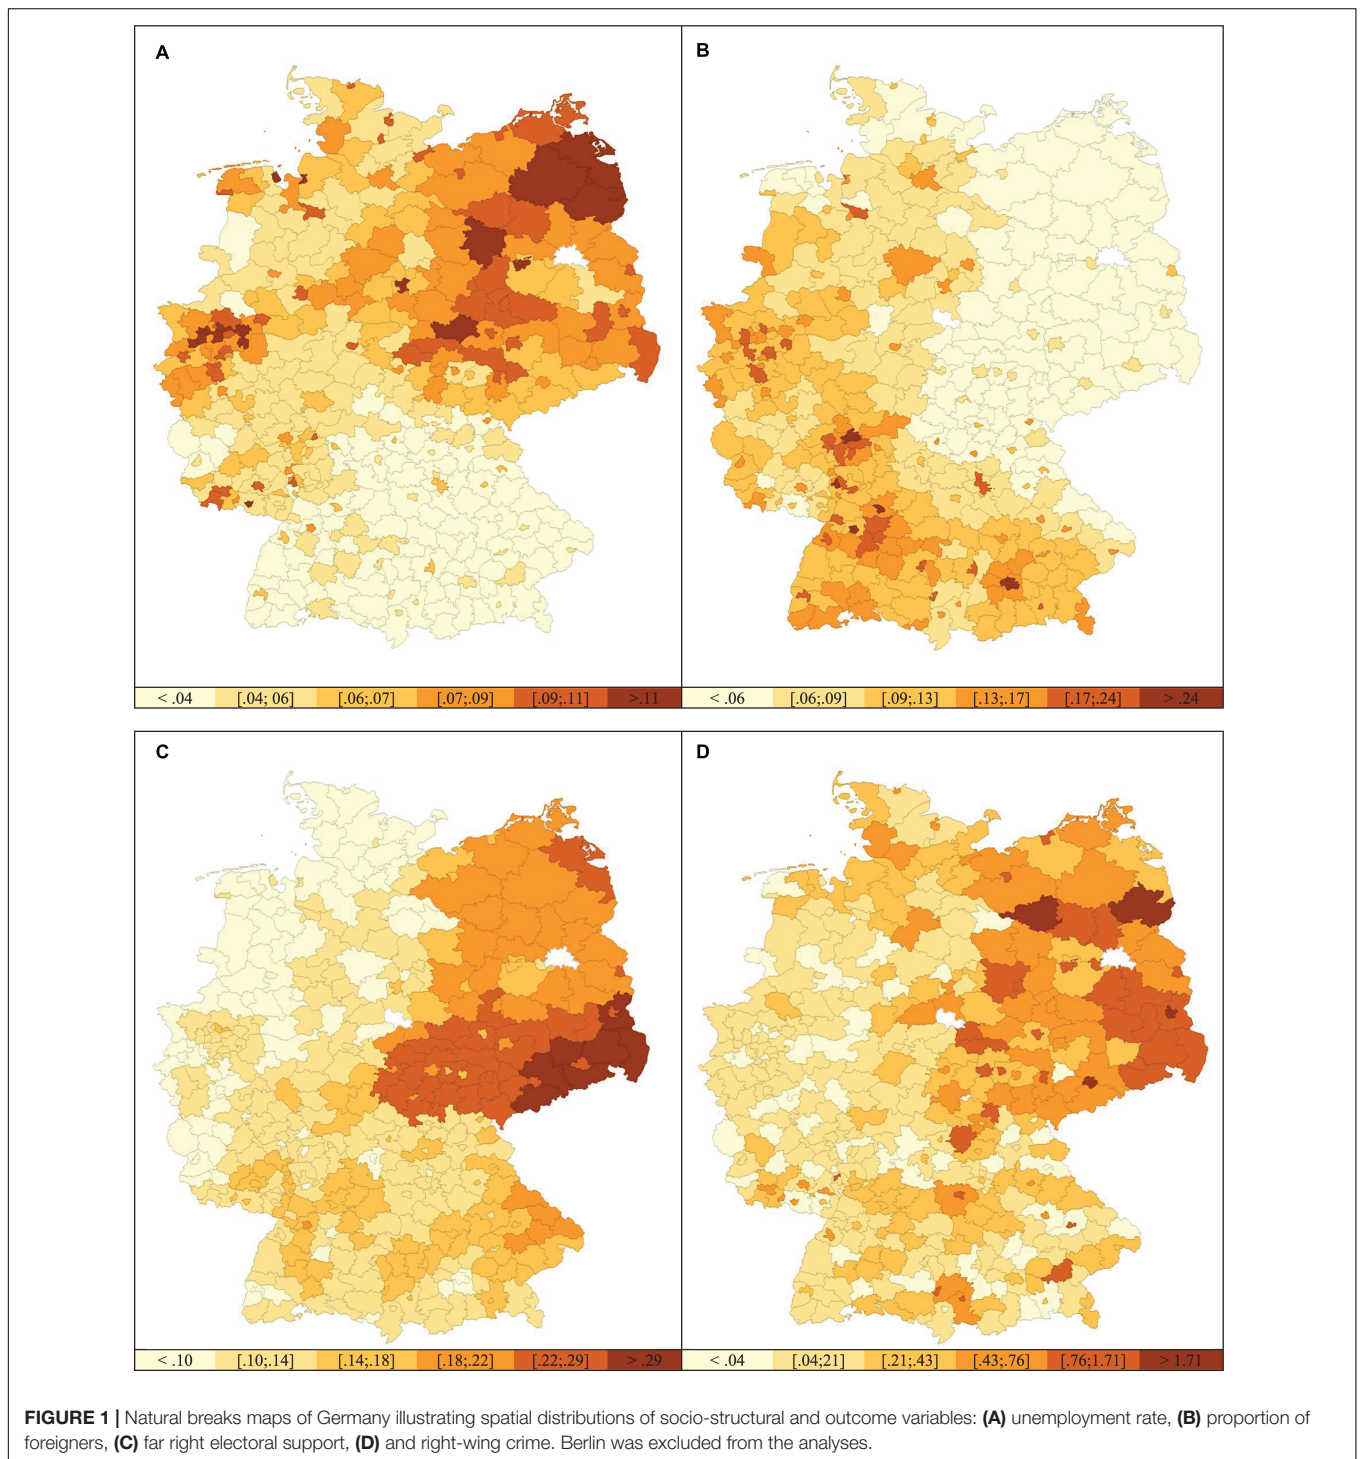 A
B
< .04 [.04; 06] [.06;.07] [.07;.09] [.09;.11] >.11
< .06 [.06;.09] [.09;.13] [.13;.17] [.17;.24] > .24
C
D
< .10 [.10;.14] [.14;.18] [.18;.22] [.22;.29] > .29
< .04 [.04;21] [.21;.43] [.43;.76] [.76;1.71] > 1.71
FIGURE 1 | Natural breaks maps of Germany illustrating spatial distributions of socio-structural and outcome variables: (A) unemployment rate, (B) proportion of
foreigners, (C) far right electoral support, (D) and right-wing crime. Berlin was excluded from the analyses.